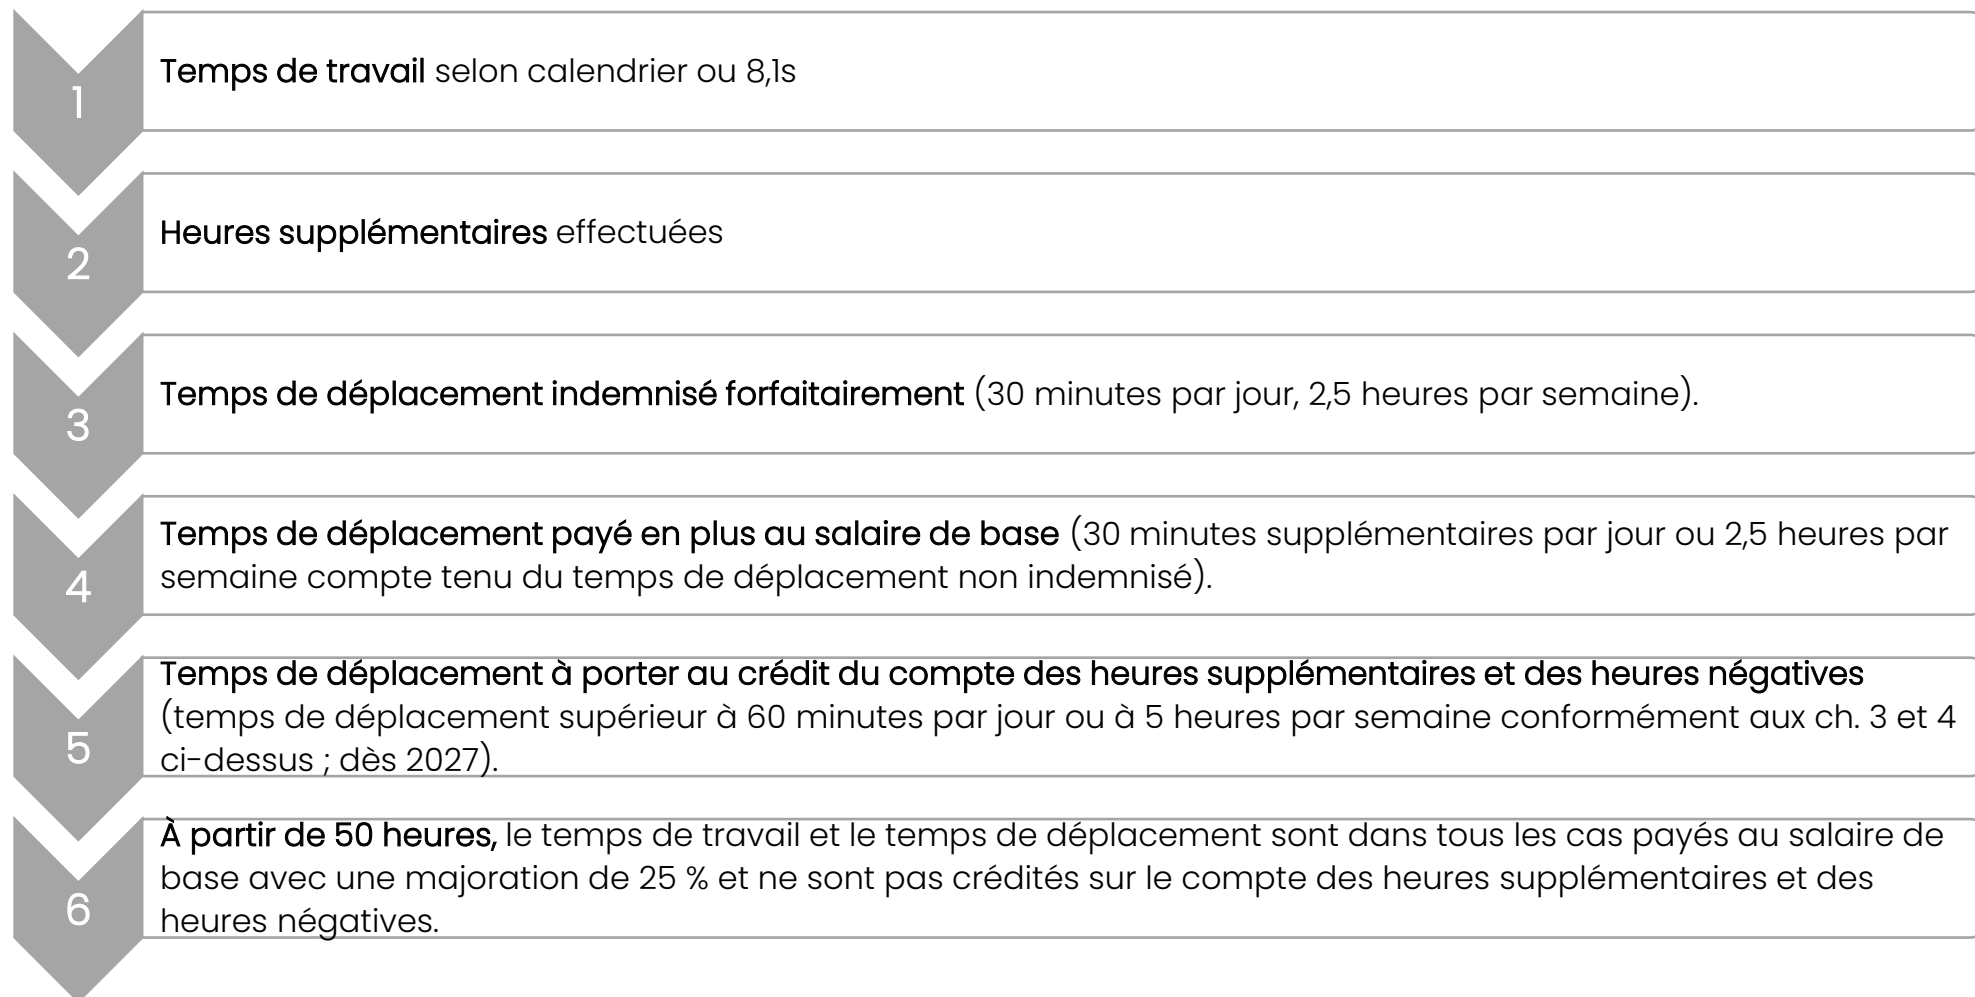 1
Temps de travail selon calendrier ou 8,1s
2
Heures supplémentaires effectuées
3
Temps de déplacement indemnisé forfaitairement (30 minutes par jour, 2,5 heures par semaine).
4
Temps de déplacement payé en plus au salaire de base (30 minutes supplémentaires par jour ou 2,5 heures par
semaine compte tenu du temps de déplacement non indemnisé).
5
Temps de déplacement à porter au crédit du compte des heures supplémentaires et des heures négatives
(temps de déplacement supérieur à 60 minutes par jour ou à 5 heures par semaine conformément aux ch. 3 et 4
ci-dessus ; dès 2027).
6
À partir de 50 heures, le temps de travail et le temps de déplacement sont dans tous les cas payés au salaire de
base avec une majoration de 25 % et ne sont pas crédités sur le compte des heures supplémentaires et des
heures négatives.